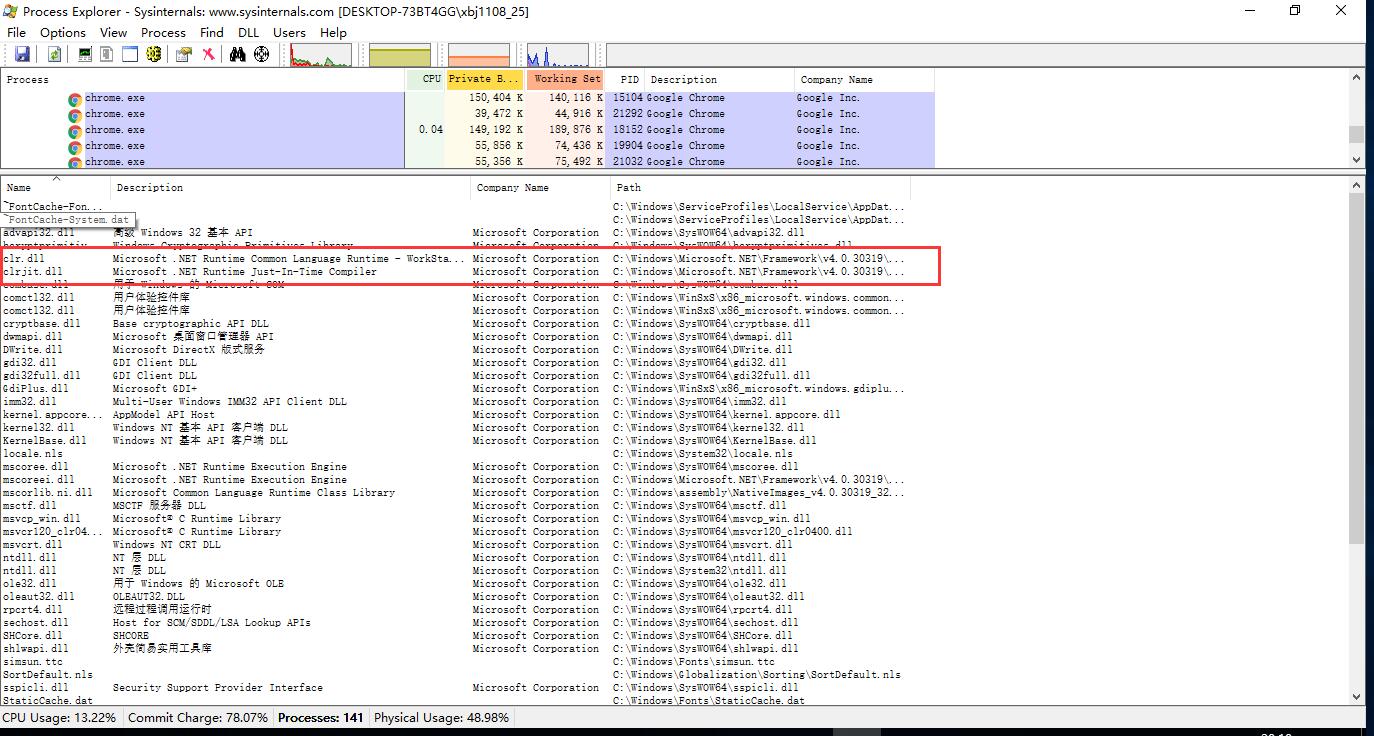 Process Explorer - Sysinternals: www.sysinternals.com [DESKTOP-73BT4GG\xbj1108_25]
File Options View Process Find DLL Users Help
Process CPU Private B... Working Set PID Description Company Name
chrome.exe 150,404 K 140,116 K 15104 Google Chrome Google Inc.
chrome.exe 39,472 K 44,916 K 21292 Google Chrome Google Inc.
chrome.exe 0.04 149,192 K 189,876 K 18152 Google Chrome Google Inc.
chrome.exe 55,856 K 74,436 K 19904 Google Chrome Google Inc.
chrome.exe 55,356 K 75,492 K 21032 Google Chrome Google Inc.
Name Description Company Name Path
~FontCache-Fon... C:\Windows\ServiceProfiles\LocalService\AppDat...
~FontCache-System.dat C:\Windows\ServiceProfiles\LocalService\AppDat...
advapi32.dll 高级 Windows 32 基本 API Microsoft Corporation C:\Windows\SysWOW64\advapi32.dll
bcryptprimitiv... Windows Cryptographic Primitives Library Microsoft Corporation C:\Windows\SysWOW64\bcryptprimitives.dll
clr.dll Microsoft .NET Runtime Common Language Runtime - WorkSta... Microsoft Corporation C:\Windows\Microsoft.NET\Framework\v4.0.30319\...
clrjit.dll Microsoft .NET Runtime Just-In-Time Compiler Microsoft Corporation C:\Windows\Microsoft.NET\Framework\v4.0.30319\...
combase.dll 用于 Windows 的 Microsoft COM Microsoft Corporation C:\Windows\SysWOW64\combase.dll
comctl32.dll 用户体验控件库 Microsoft Corporation C:\Windows\WinSxS\x86_microsoft.windows.common...
comctl32.dll 用户体验控件库 Microsoft Corporation C:\Windows\WinSxS\x86_microsoft.windows.common...
cryptbase.dll Base cryptographic API DLL Microsoft Corporation C:\Windows\SysWOW64\cryptbase.dll
dwmapi.dll Microsoft 桌面窗口管理器 API Microsoft Corporation C:\Windows\SysWOW64\dwmapi.dll
DWrite.dll Microsoft DirectX 版式服务 Microsoft Corporation C:\Windows\SysWOW64\DWrite.dll
gdi32.dll GDI Client DLL Microsoft Corporation C:\Windows\SysWOW64\gdi32.dll
gdi32full.dll GDI Client DLL Microsoft Corporation C:\Windows\SysWOW64\gdi32full.dll
GdiPlus.dll Microsoft GDI+ Microsoft Corporation C:\Windows\WinSxS\x86_microsoft.windows.gdiplu...
imm32.dll Multi-User Windows IMM32 API Client DLL Microsoft Corporation C:\Windows\SysWOW64\imm32.dll
kernel.appcore... AppModel API Host Microsoft Corporation C:\Windows\SysWOW64\kernel.appcore.dll
kernel32.dll Windows NT 基本 API 客户端 DLL Microsoft Corporation C:\Windows\SysWOW64\kernel32.dll
KernelBase.dll Windows NT 基本 API 客户端 DLL Microsoft Corporation C:\Windows\SysWOW64\KernelBase.dll
locale.nls C:\Windows\System32\locale.nls
mscoree.dll Microsoft .NET Runtime Execution Engine Microsoft Corporation C:\Windows\SysWOW64\mscoree.dll
mscoreei.dll Microsoft .NET Runtime Execution Engine Microsoft Corporation C:\Windows\Microsoft.NET\Framework\v4.0.30319\...
mscorlib.ni.dll Microsoft Common Language Runtime Class Library Microsoft Corporation C:\Windows\assembly\NativeImages_v4.0.30319_32...
msctf.dll MSCTF 服务器 DLL Microsoft Corporation C:\Windows\SysWOW64\msctf.dll
msvcp_win.dll Microsoft® C Runtime Library Microsoft Corporation C:\Windows\SysWOW64\msvcp_win.dll
msvcr120_clr04... Microsoft® C Runtime Library Microsoft Corporation C:\Windows\SysWOW64\msvcr120_clr0400.dll
msvcrt.dll Windows NT CRT DLL Microsoft Corporation C:\Windows\SysWOW64\msvcrt.dll
ntdll.dll NT 层 DLL Microsoft Corporation C:\Windows\SysWOW64\ntdll.dll
ntdll.dll NT 层 DLL Microsoft Corporation C:\Windows\System32\ntdll.dll
ole32.dll 用于 Windows 的 Microsoft OLE Microsoft Corporation C:\Windows\SysWOW64\ole32.dll
oleaut32.dll OLEAUT32.DLL Microsoft Corporation C:\Windows\SysWOW64\oleaut32.dll
rpcrt4.dll 远程过程调用运行时 Microsoft Corporation C:\Windows\SysWOW64\rpcrt4.dll
sechost.dll Host for SCM/SDDL/LSA Lookup APIs Microsoft Corporation C:\Windows\SysWOW64\sechost.dll
SHCore.dll SHCORE Microsoft Corporation C:\Windows\SysWOW64\SHCore.dll
shlwapi.dll 外壳简易实用工具库 Microsoft Corporation C:\Windows\SysWOW64\shlwapi.dll
simsun.ttc C:\Windows\Fonts\simsun.ttc
SortDefault.nls C:\Windows\Globalization\Sorting\SortDefault.nls
sspicli.dll Security Support Provider Interface Microsoft Corporation C:\Windows\SysWOW64\sspicli.dll
StaticCache.dat C:\Windows\Fonts\StaticCache.dat
CPU Usage: 13.22% Commit Charge: 78.07% Processes: 141 Physical Usage: 48.98%